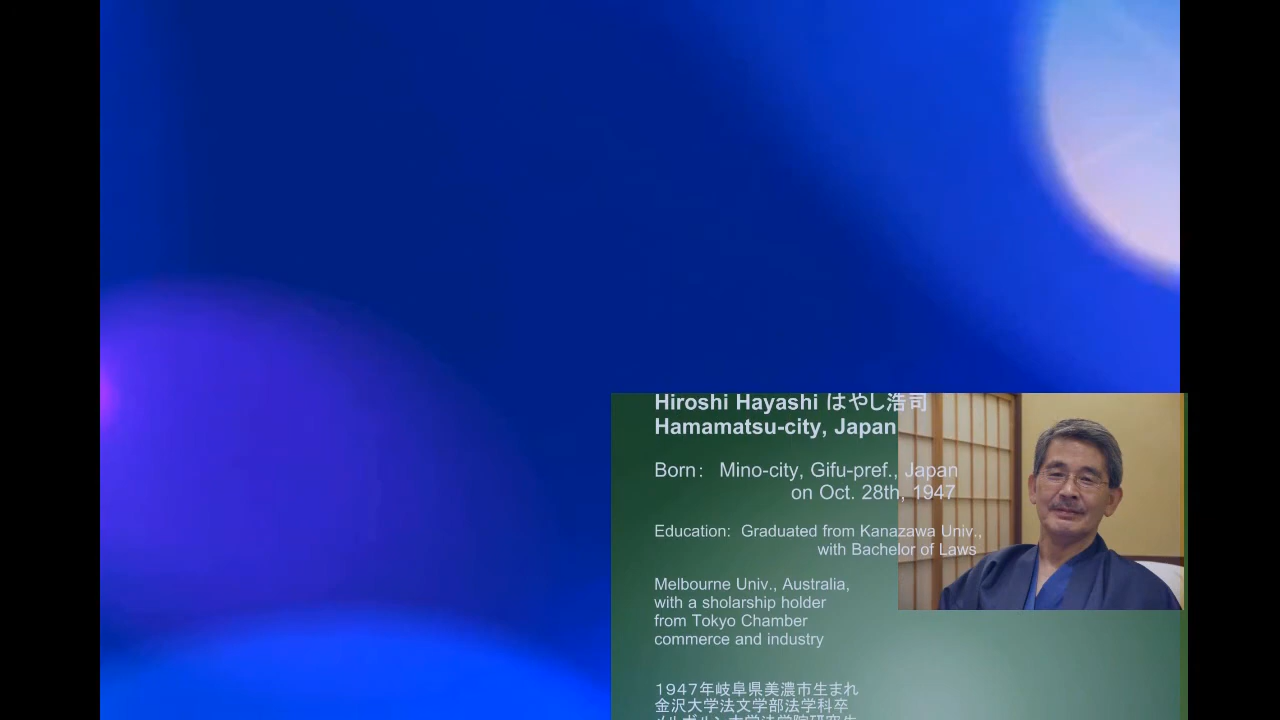 Hiroshi Hayashi はやし浩司
Hamamatsu-city, Japan
Born： Mino-city, Gifu-pref., Japan
on Oct. 28th, 1947
Education: Graduated from Kanazawa Univ.,
with Bachelor of Laws
Melbourne Univ., Australia,
with a sholarship holder
from Tokyo Chamber
commerce and industry
１９４７年岐阜県美濃市生まれ
金沢大学法文学部法学科卒